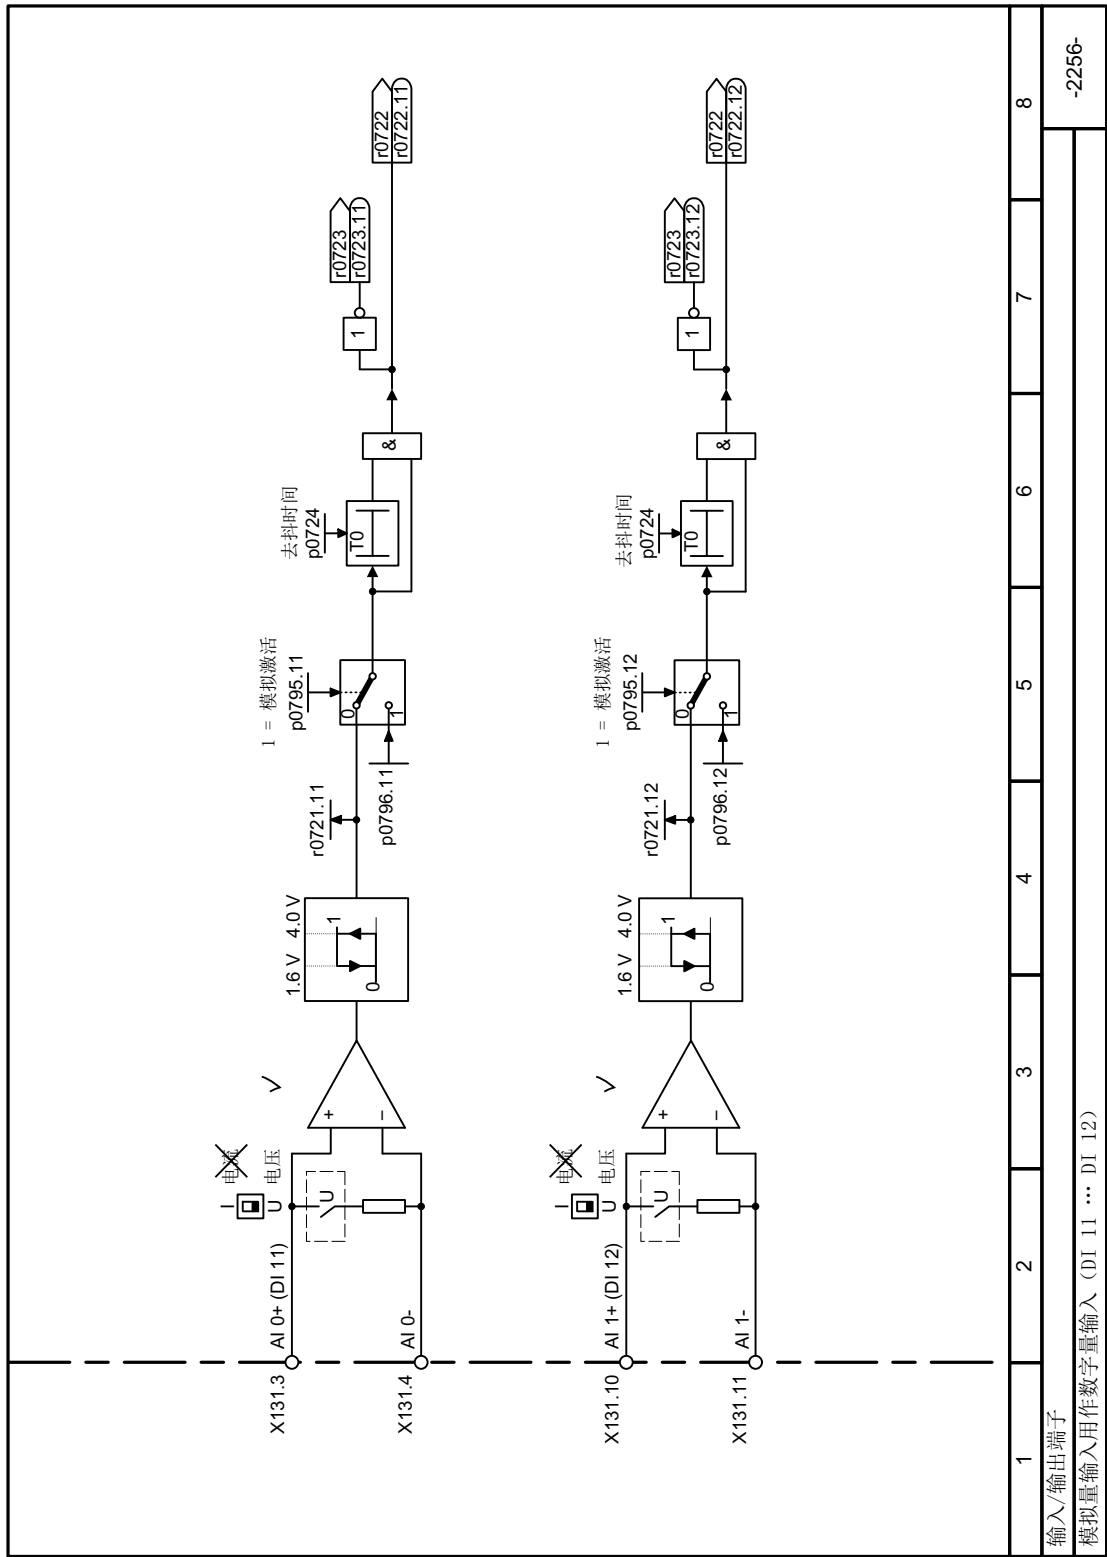 X131.3
AI 0+ (DI 11)
X131.4
AI 0-
I
U
电流
电压
U
+
−
1.6 V
4.0 V
0
1
r0721.11
1 = 模拟激活
p0795.11
0
1
p0796.11
去抖时间
p0724
T0
&
1
r0723
r0723.11
r0722
r0722.11
X131.10
AI 1+ (DI 12)
X131.11
AI 1-
I
U
电流
电压
U
+
−
1.6 V
4.0 V
0
1
r0721.12
1 = 模拟激活
p0795.12
0
1
p0796.12
去抖时间
p0724
T0
&
1
r0723
r0723.12
r0722
r0722.12
1
2
3
4
5
6
7
8
输入/输出端子
模拟量输入用作数字量输入 (DI 11 ... DI 12)
-2256-